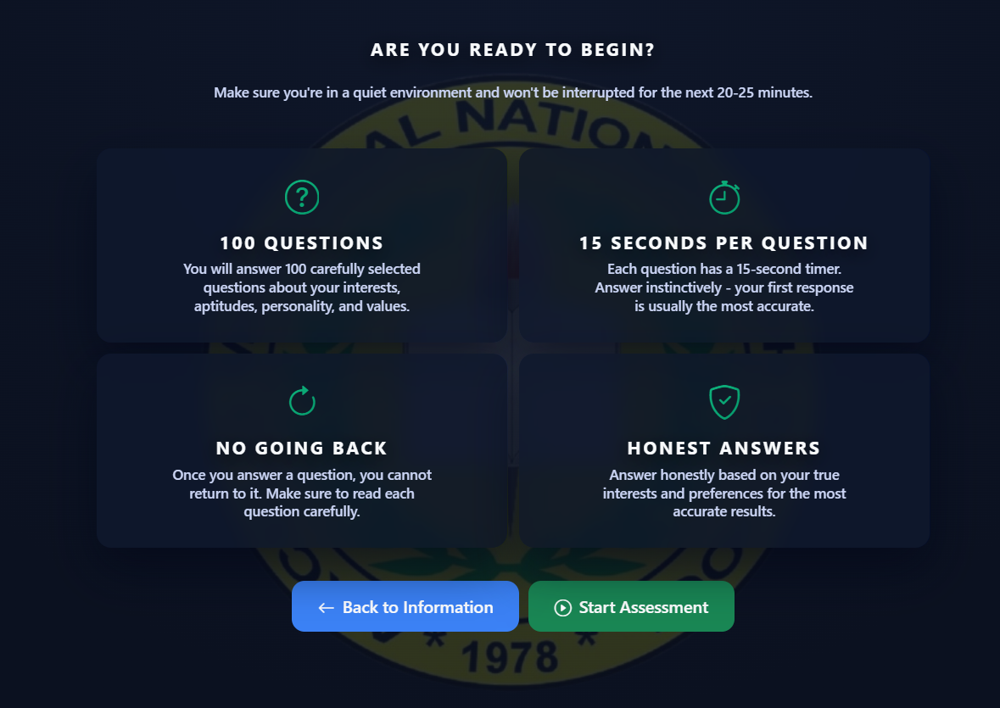 ARE YOU READY TO BEGIN?
Make sure you're in a quiet environment and won't be interrupted for the next 20-25 minutes.
NATION
100 QUESTIONS
You will answer 100 carefully selected
questions about your interests,
aptitudes, personality, and values.
15 SECONDS PER QUESTION
Each question has a 15-second timer.
Answer instinctively - your first response
is usually the most accurate.
NO GOING BACK
Once you answer a question, you cannot
return to it. Make sure to read each
question carefully.
HONEST ANSWERS
Answer honestly based on your true
interests and preferences for the most
accurate results.
← Back to Information
Start Assessment
* 1978 *